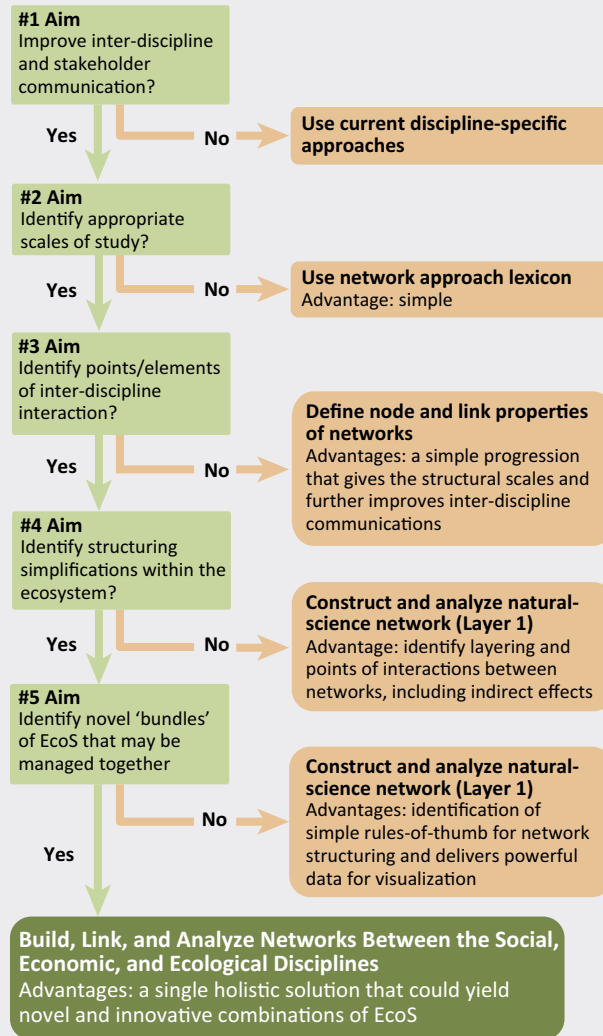 #1 Aim
Improve inter-discipline
and stakeholder
communication?
Yes
No
Use current discipline-specific
approaches
#2 Aim
Identify appropriate
scales of study?
Yes
No
Use network approach lexicon
Advantage: simple
#3 Aim
Identify points/elements
of inter-discipline
interaction?
Yes
No
Define node and link properties
of networks
Advantages: a simple progression
that gives the structural scales and
further improves inter-discipline
communications
#4 Aim
Identify structuring
simplifications within the
ecosystem?
Yes
No
Construct and analyze natural-
science network (Layer 1)
Advantage: identify layering and
points of interactions between
networks, including indirect effects
#5 Aim
Identify novel ‘bundles’
of EcoS that may be
managed together
Yes
No
Construct and analyze natural-
science network (Layer 1)
Advantages: identification of
simple rules-of-thumb for network
structuring and delivers powerful
data for visualization
Build, Link, and Analyze Networks Between the Social,
Economic, and Ecological Disciplines
Advantages: a single holistic solution that could yield
novel and innovative combinations of EcoS